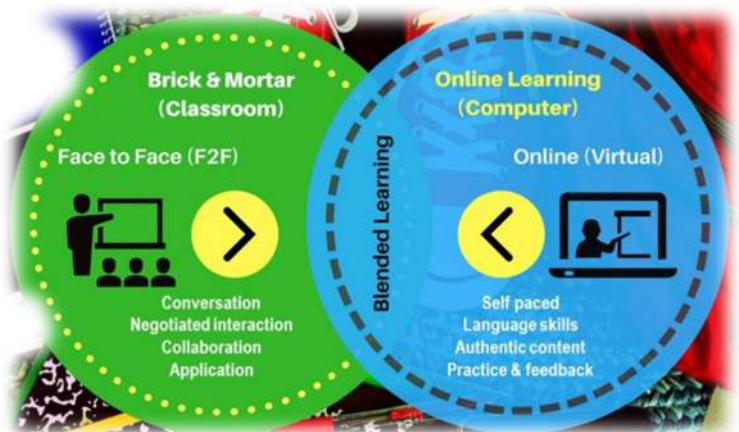 Brick & Mortar
(Classroom)
Face to Face (F2F)
Conversation
Negotiated interaction
Collaboration
Application
Blended Learning
Online Learning
(Computer)
Online (Virtual)
Self paced
Language skills
Authentic content
Practice & feedback